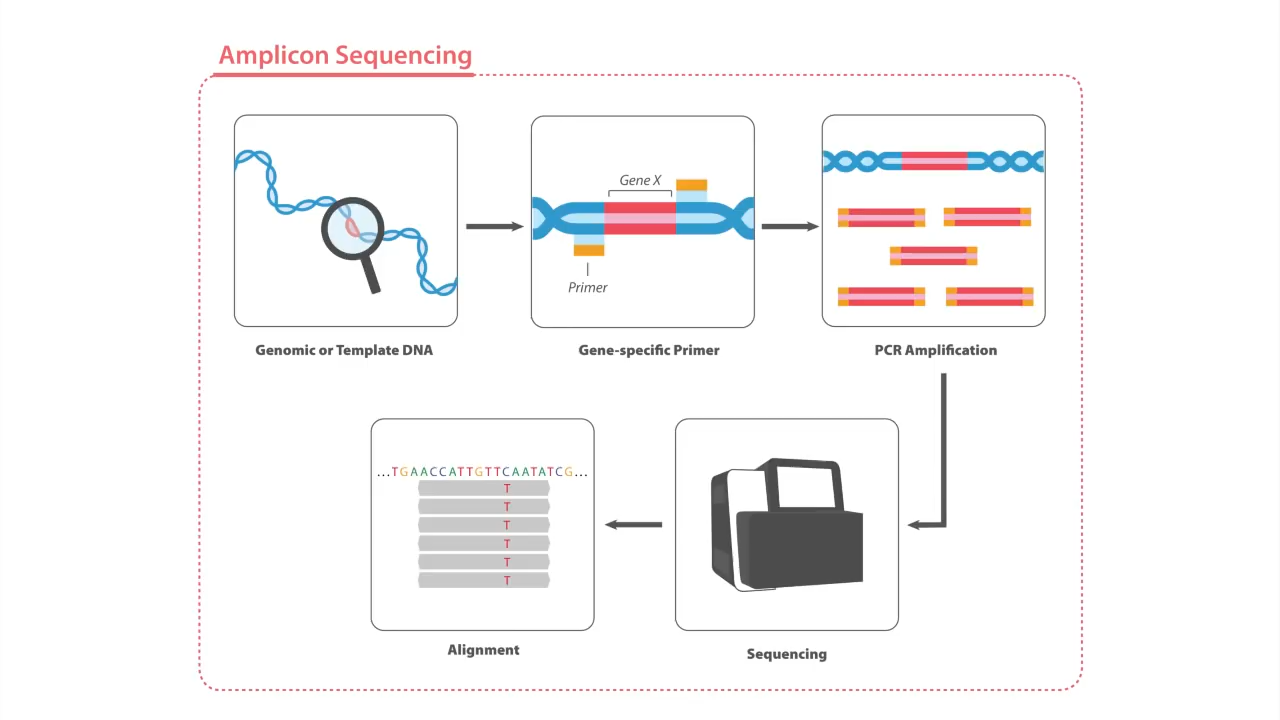 Amplicon Sequencing
Gene X
Primer
Genomic or Template DNA
Gene-specific Primer
PCR Amplification
...TGAACCATTGTTCAATATCG...
T
T
T
T
T
T
Alignment
Sequencing